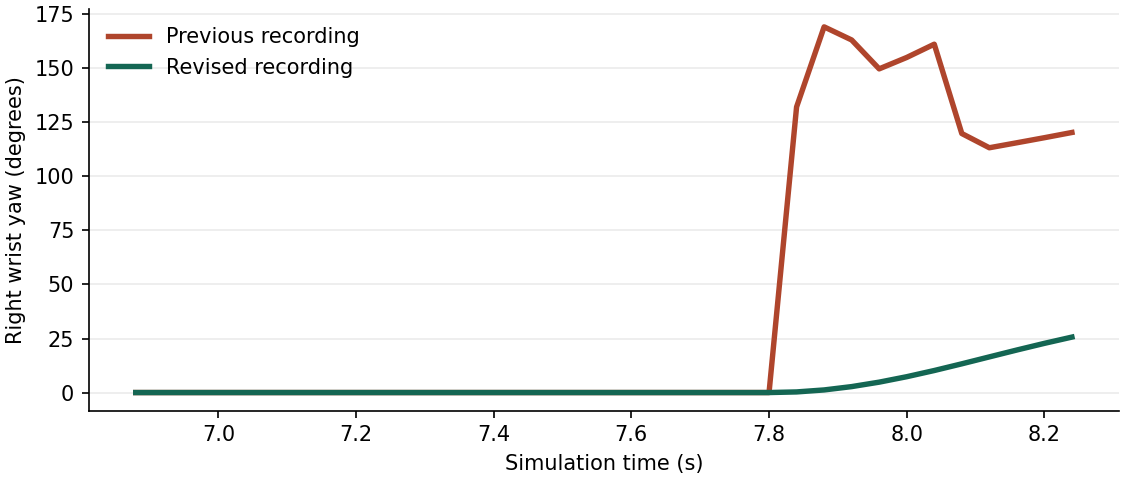 Previous recording
Revised recording
Right wrist yaw (degrees)
175
150
125
100
75
50
25
0
7.0 7.2 7.4 7.6 7.8 8.0 8.2
Simulation time (s)